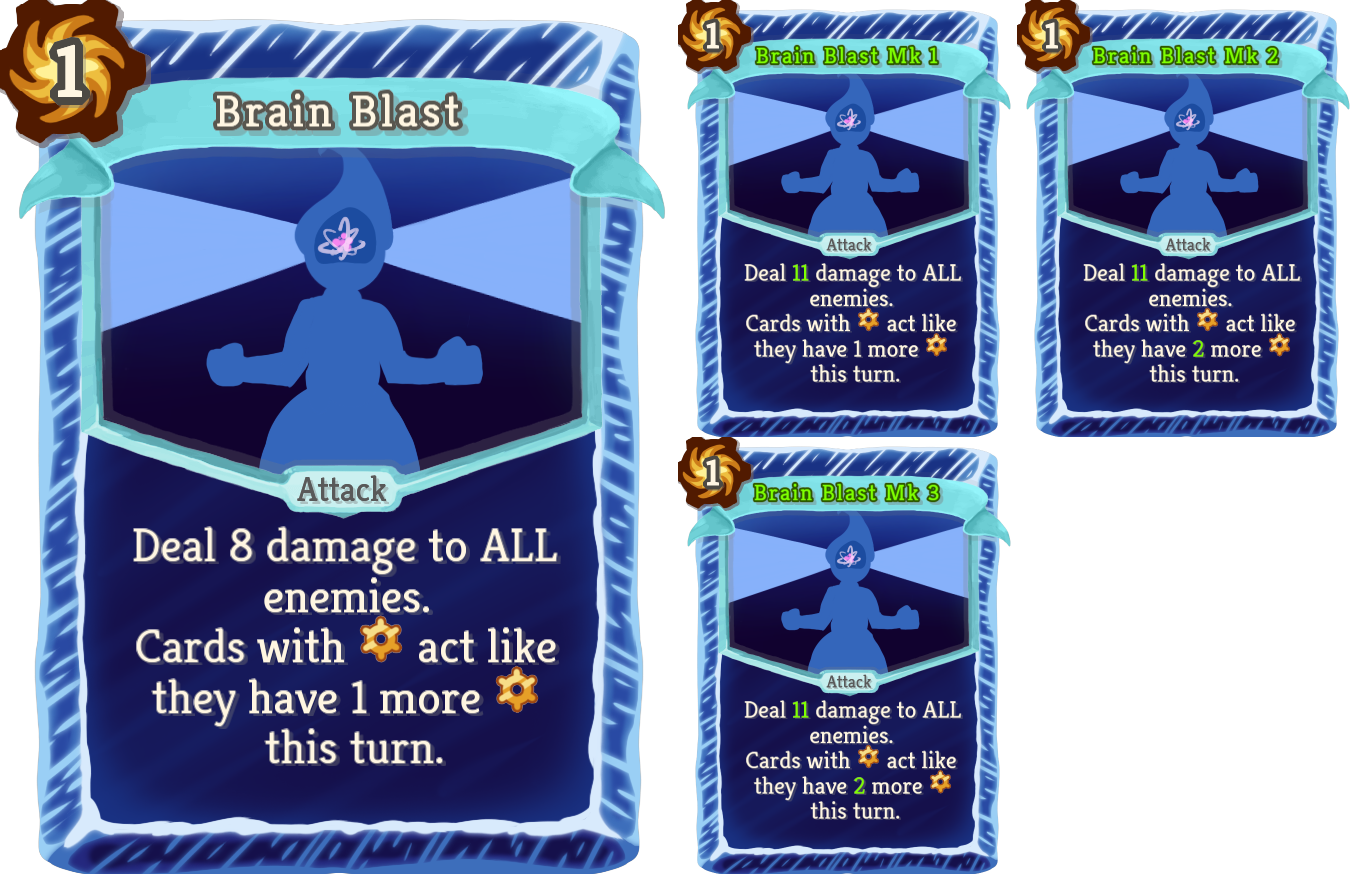 1
Brain Blast
Attack
Deal 8 damage to ALL
enemies.
Cards with act like
they have 1 more
this turn.
1
Brain Blast Mk 1
Attack
Deal 11 damage to ALL
enemies.
Cards with act like
they have 1 more
this turn.
1
Brain Blast Mk 2
Attack
Deal 11 damage to ALL
enemies.
Cards with act like
they have 2 more
this turn.
1
Brain Blast Mk 3
Attack
Deal 11 damage to ALL
enemies.
Cards with act like
they have 2 more
this turn.